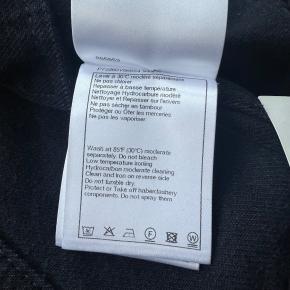 Laver à 30°C modéré séparément
Ne pas chlorer
Repasser à basse température
Nettoyage Hydrocarbure modéré
Nettoyer et Repasser sur l'envers
Ne pas sécher au tambour
Protéger ou Ôter les merceries
Ne pas les vaporiser
Wash at 85°F (30°C) moderate
separately. Do not bleach
Low temperature ironing
Hydrocarbon moderate cleaning
Clean and Iron on reverse side
Do not tumble dry.
Protect or Take off haberdashery
components. Do not spray them